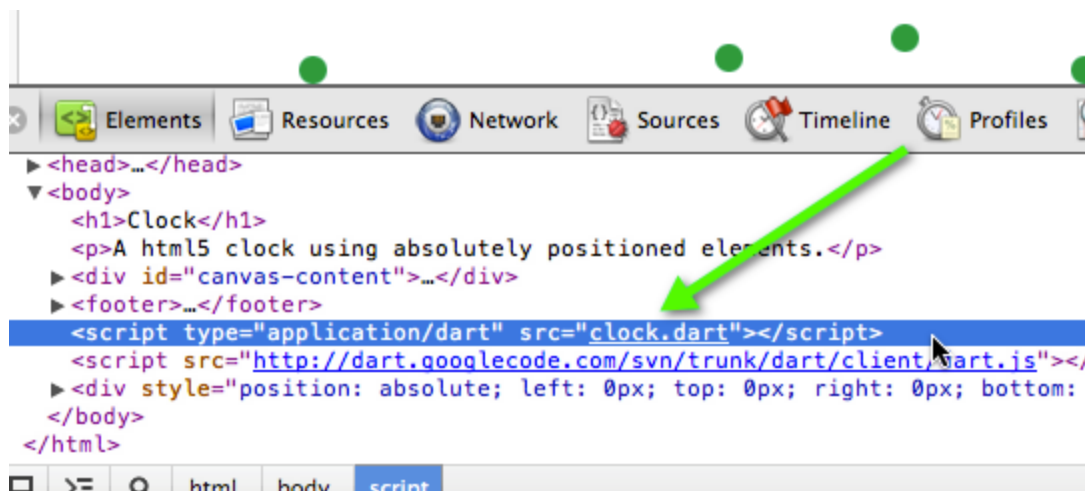 Elements Resources Network Sources Timeline Profiles
▶<head>…</head>
▼<body>
<h1>Clock</h1>
<p>A html5 clock using absolutely positioned elements.</p>
▶<div id="canvas-content">…</div>
▶<footer>…</footer>
<script type="application/dart" src="clock.dart"></script>
<script src="http://dart.googlecode.com/svn/trunk/dart/client/dart.js"></
▶<div style="position: absolute; left: 0px; top: 0px; right: 0px; bottom:
</body>
</html>
html body script